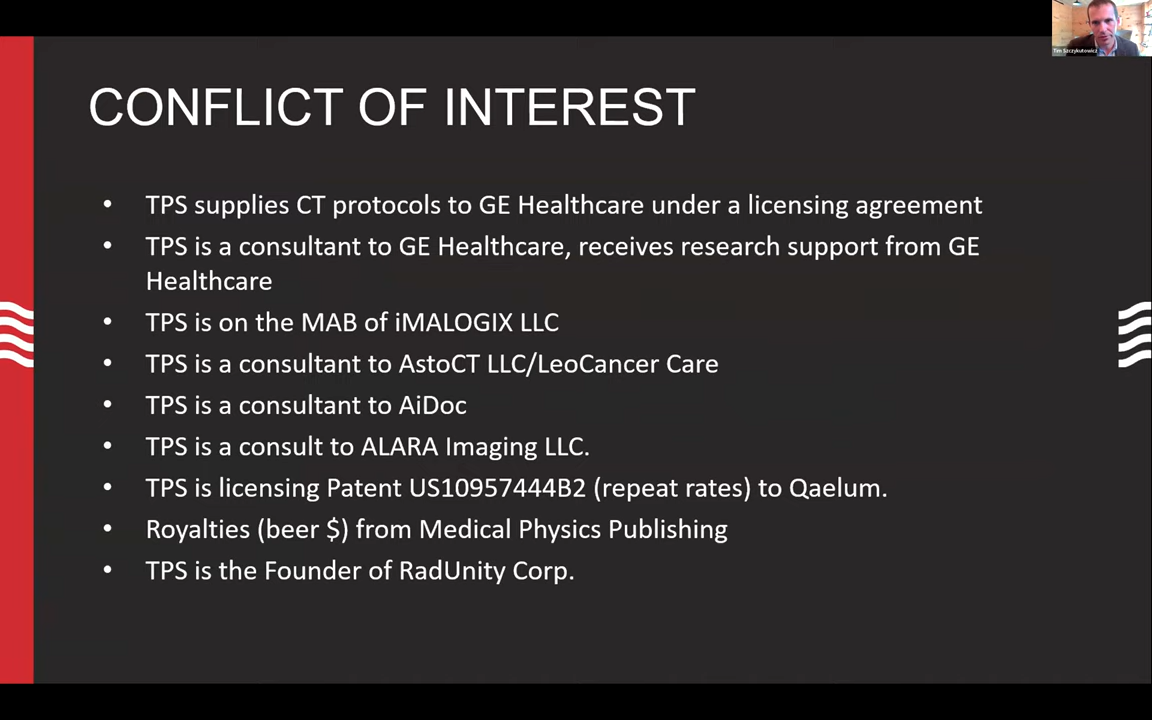 Tim Szczykutowicz
CONFLICT OF INTEREST
• TPS supplies CT protocols to GE Healthcare under a licensing agreement
• TPS is a consultant to GE Healthcare, receives research support from GE
Healthcare
• TPS is on the MAB of iMALOGIX LLC
• TPS is a consultant to AstoCT LLC/LeoCancer Care
• TPS is a consultant to AiDoc
• TPS is a consult to ALARA Imaging LLC.
• TPS is licensing Patent US10957444B2 (repeat rates) to Qaelum.
• Royalties (beer $) from Medical Physics Publishing
• TPS is the Founder of RadUnity Corp.